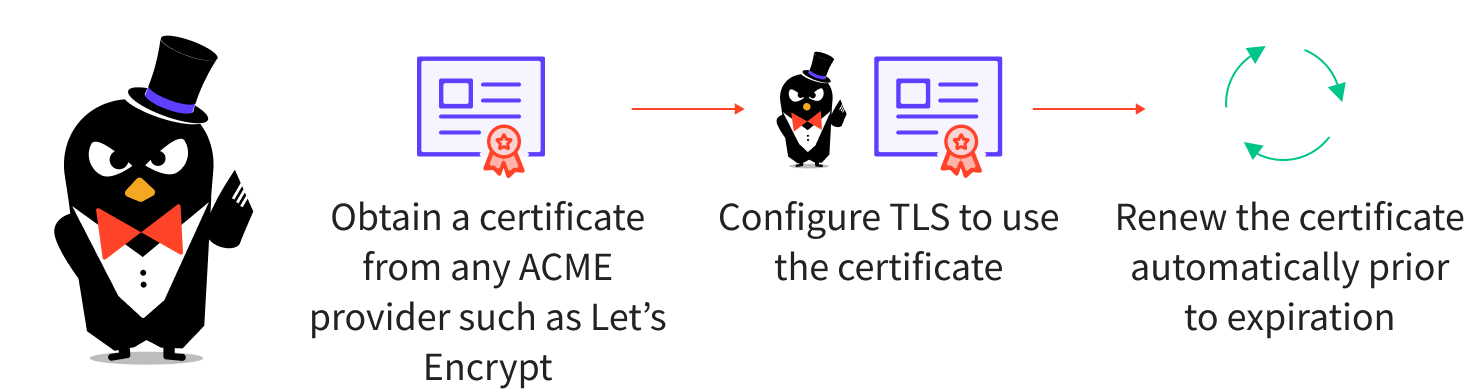 Obtain a certificate
from any ACME
provider such as Let’s
Encrypt
Configure TLS to use
the certificate
Renew the certificate
automatically prior
to expiration